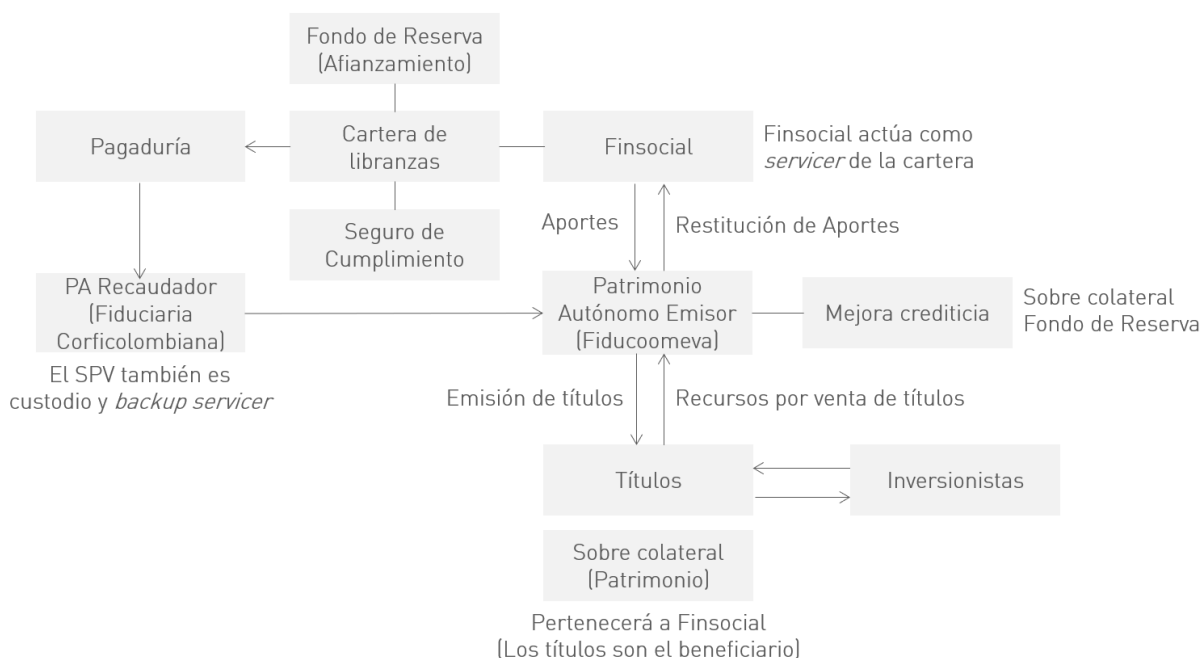 Fondo de Reserva
(Afianzamiento)
Pagaduría
Cartera de
libranzas
Finsocial
Finsocial actúa como
servicer de la cartera
Seguro de
Cumplimiento
Aportes
Restitución de Aportes
PA Recaudador
(Fiduciaria
Corficolombiana)
Patrimonio
Autónomo Emisor
(Fiducoomeva)
Mejora crediticia
Sobre colateral
Fondo de Reserva
El SPV también es
custodio y backup servicer
Emisión de títulos
Recursos por venta de títulos
Títulos
Inversionistas
Sobre colateral
(Patrimonio)
Pertenecerá a Finsocial
(Los títulos son el beneficiario)